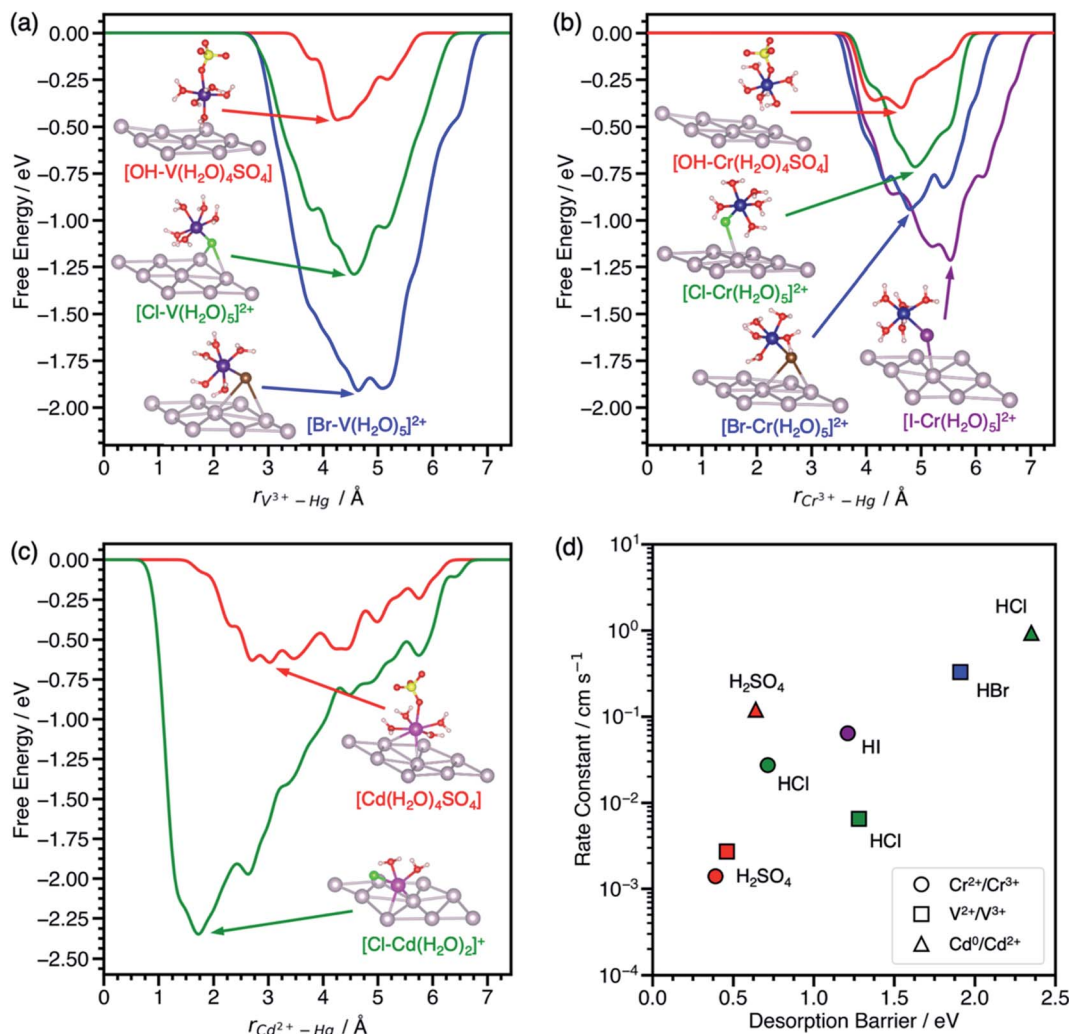 (a)
0.00
−0.25
−0.50
−0.75
−1.00
−1.25
−1.50
−1.75
−2.00
Free Energy / eV
[OH-V(H₂O)₄SO₄]
[Cl-V(H₂O)₅]²⁺
[Br-V(H₂O)₅]²⁺
0 1 2 3 4 5 6 7
r_{V³⁺ − Hg} / Å
(b)
0.00
−0.25
−0.50
−0.75
−1.00
−1.25
−1.50
−1.75
−2.00
Free Energy / eV
[OH-Cr(H₂O)₄SO₄]
[Cl-Cr(H₂O)₅]²⁺
[Br-Cr(H₂O)₅]²⁺
[I-Cr(H₂O)₅]²⁺
0 1 2 3 4 5 6 7
r_{Cr³⁺ − Hg} / Å
(c)
0.00
−0.25
−0.50
−0.75
−1.00
−1.25
−1.50
−1.75
−2.00
−2.25
−2.50
Free Energy / eV
[Cd(H₂O)₄SO₄]
[Cl-Cd(H₂O)₂]⁺
0 1 2 3 4 5 6 7
r_{Cd²⁺ − Hg} / Å
(d)
10¹
10⁰
10⁻¹
10⁻²
10⁻³
10⁻⁴
Rate Constant / cm s⁻¹
HCl
H₂SO₄
HBr
HI
HCl
HCl
H₂SO₄
Cr²⁺/Cr³⁺
V²⁺/V³⁺
Cd⁰/Cd²⁺
0.0 0.5 1.0 1.5 2.0 2.5
Desorption Barrier / eV